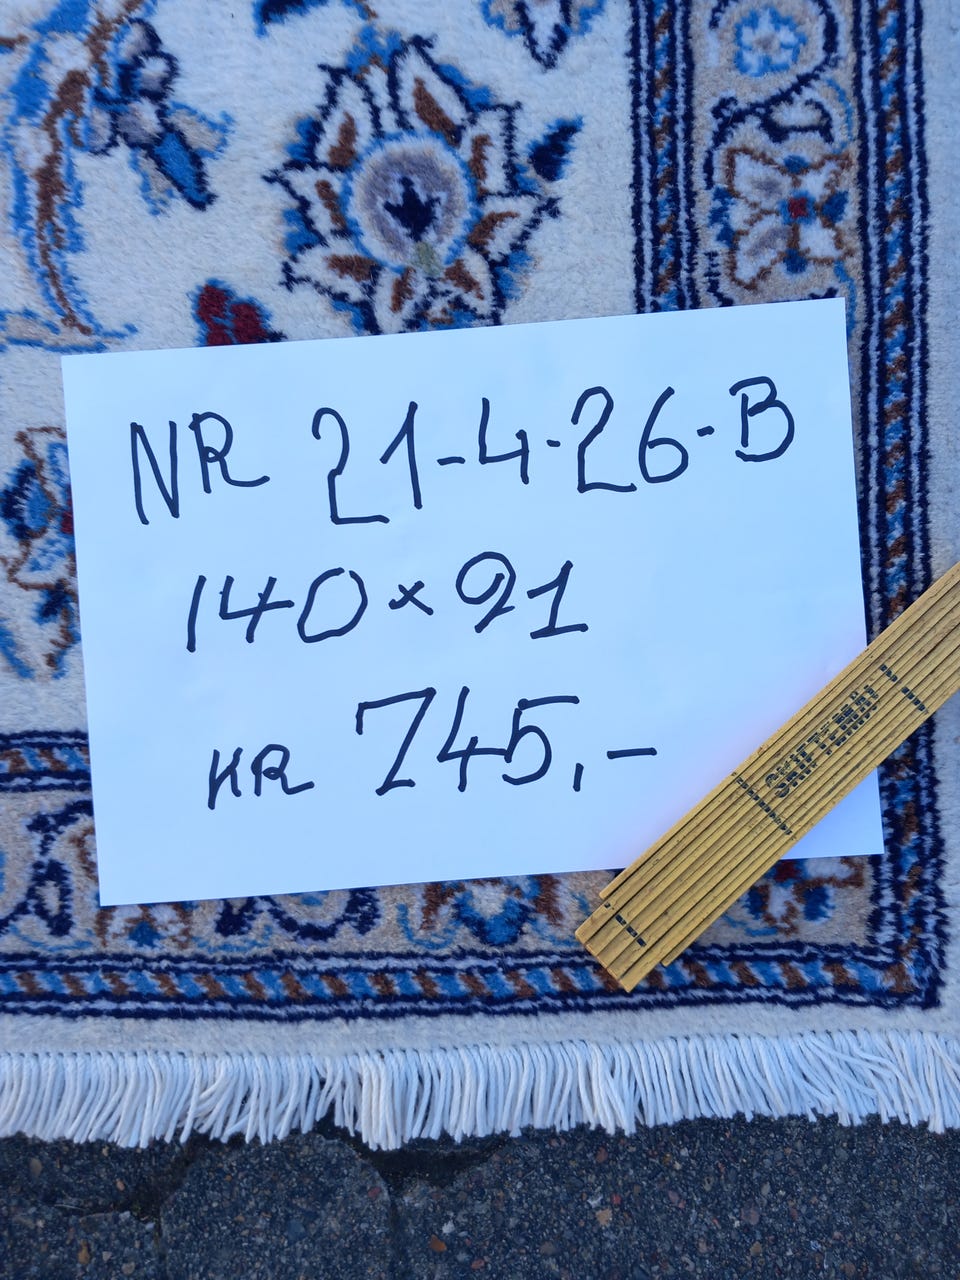 NR 21-4-26-B
140 x 91
KR 745,-